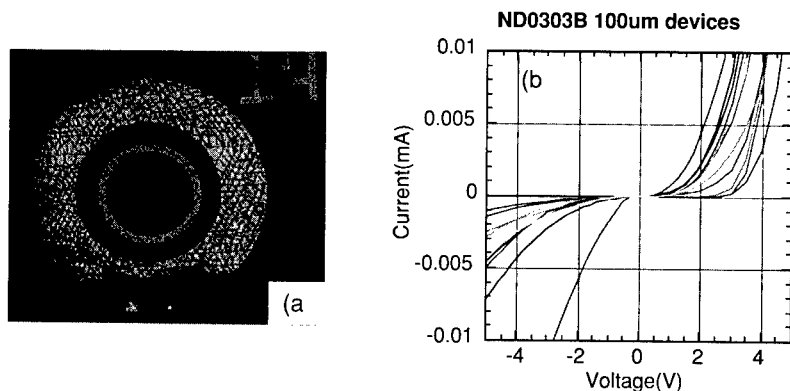 ND0303B 100um devices
(a
(b
Current(mA)
0.01
0.005
0
-0.005
-0.01
-4
-2
0
2
4
Voltage(V)